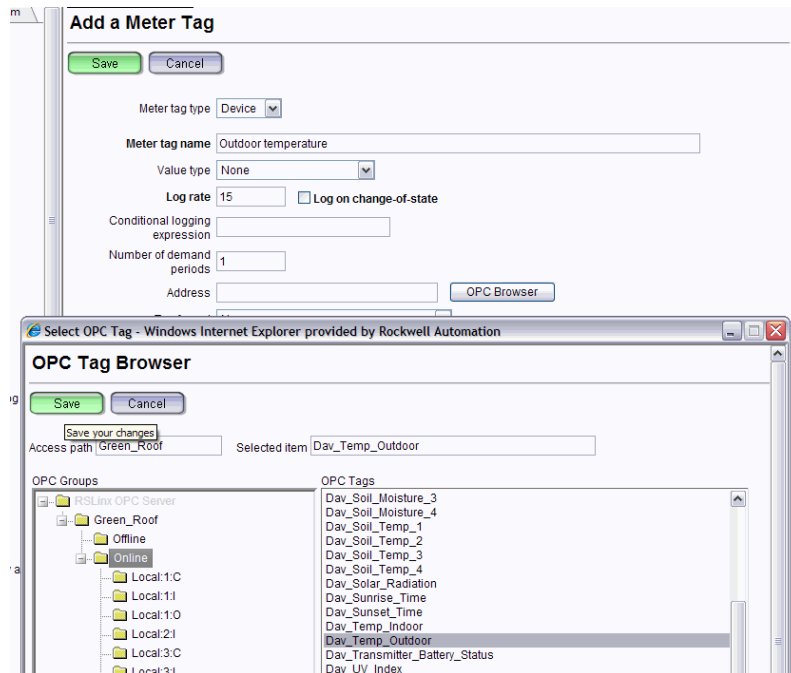 m
Add a Meter Tag
Save Cancel
Meter tag type Device
Meter tag name Outdoor temperature
Value type None
Log rate 15 Log on change-of-state
Conditional logging
expression
Number of demand
periods 1
Address OPC Browser
Select OPC Tag - Windows Internet Explorer provided by Rockwell Automation
OPC Tag Browser
ng
Save Cancel
Save your changes
Access path Green_Roof Selected item Dav_Temp_Outdoor
OPC Groups OPC Tags
RSLinx OPC Server
Green_Roof
Offline
Online
Local:1:C
Local:1:I
Local:1:O
Local:2:I
Local:3:C
Local:3:I
Dav_Soil_Moisture_3
Dav_Soil_Moisture_4
Dav_Soil_Temp_1
Dav_Soil_Temp_2
Dav_Soil_Temp_3
Dav_Soil_Temp_4
Dav_Solar_Radiation
Dav_Sunrise_Time
Dav_Sunset_Time
Dav_Temp_Indoor
Dav_Temp_Outdoor
Dav_Transmitter_Battery_Status
Dav_UV_Index